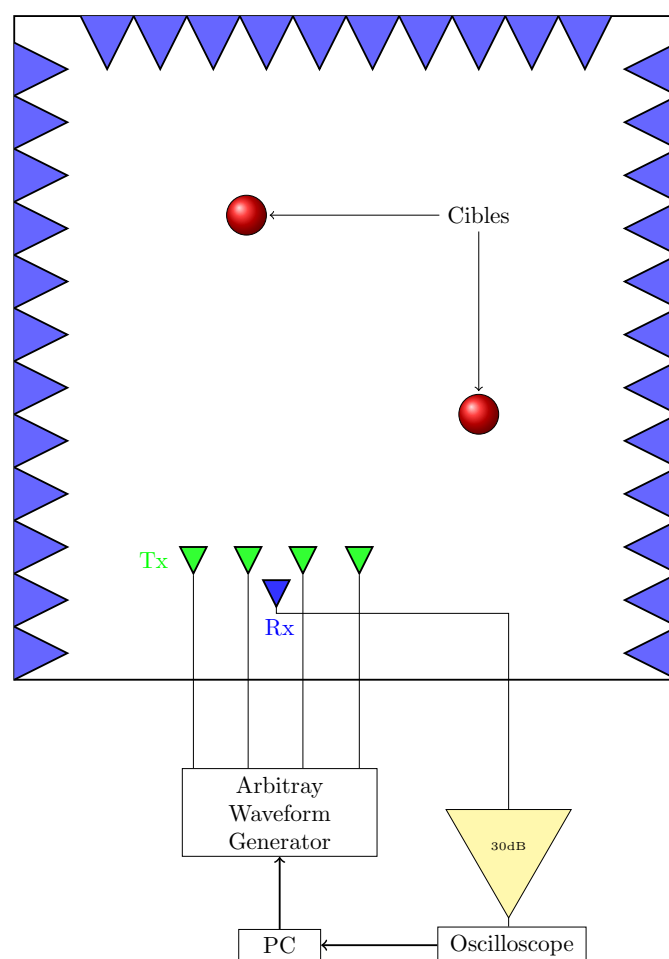 Cibles
Tx
Rx
Arbitray
Waveform
Generator
30dB
PC
Oscilloscope